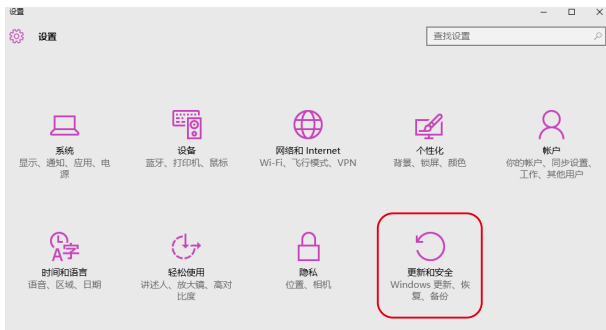 设置
设置
查找设置
系统
显示、通知、应用、电
源
设备
蓝牙、打印机、鼠标
网络和 Internet
Wi-Fi、飞行模式、VPN
个性化
背景、锁屏、颜色
帐户
你的帐户、同步设置、
工作、其他用户
A字
时间和语言
语音、区域、日期
轻松使用
讲述人、放大镜、高对
比度
隐私
位置、相机
更新和安全
Windows 更新、恢
复、备份